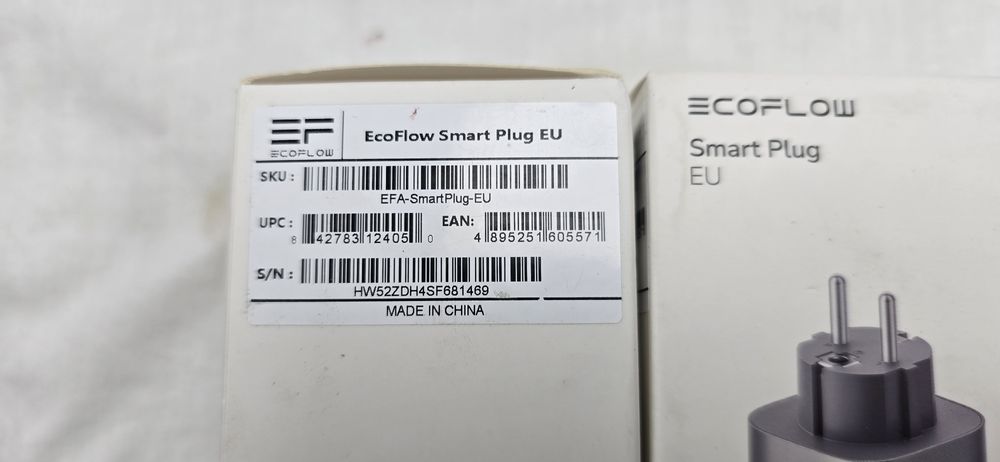 EF
ECOFLOW
EcoFlow Smart Plug EU
SKU :
EFA-SmartPlug-EU
UPC :
8 42783 12405 0
EAN:
4 895251 605571
S/N :
HW52ZDH4SF681469
MADE IN CHINA
ECOFLOW
Smart Plug
EU